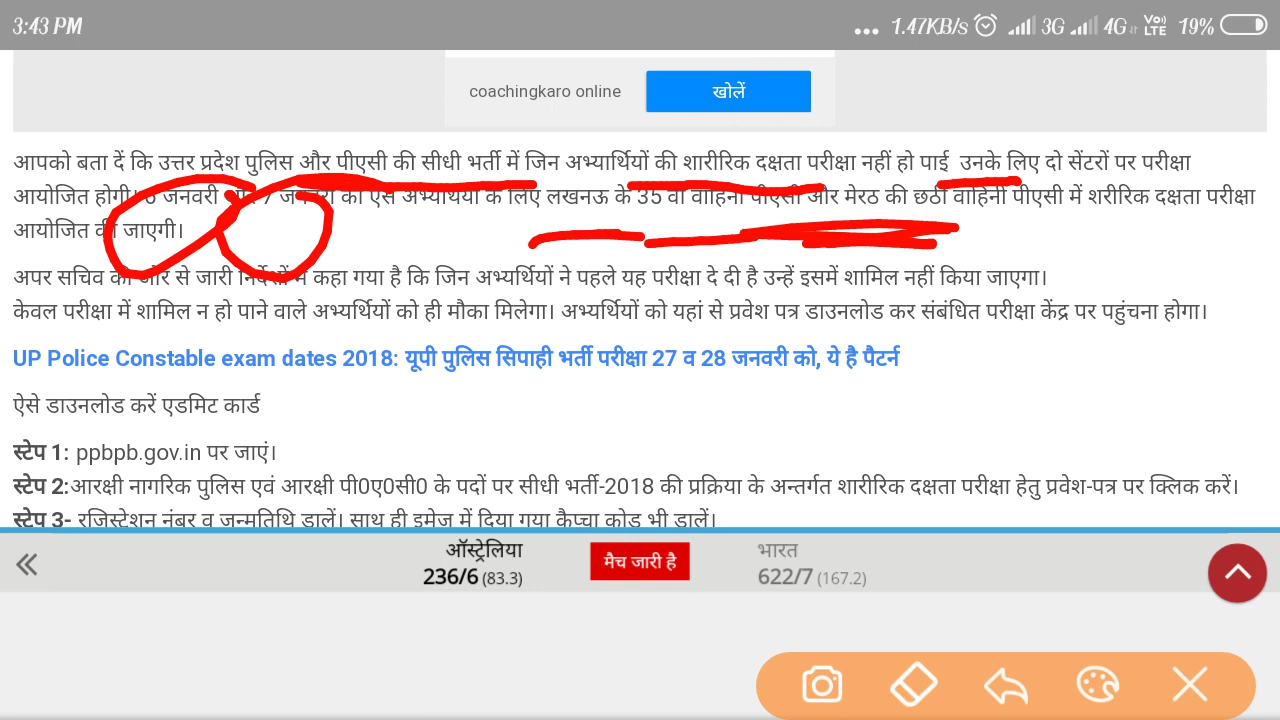 3:43 PM
... 1.47KB/s 3G 4G VoLTE 19%
coachingkaro online
खोलें
आपको बता दें कि उत्तर प्रदेश पुलिस और पीएसी की सीधी भर्ती में जिन अभ्यार्थियों की शारीरिक दक्षता परीक्षा नहीं हो पाई उनके लिए दो सेंटरों पर परीक्षा
आयोजित होगी। जनवरी 7 को ऐसे अभ्यर्थियों के लिए लखनऊ के 35 वी वाहिनी पीएसी और मेरठ की छठी वाहिनी पीएसी में शरीरिक दक्षता परीक्षा
आयोजित की जाएगी।
अपर सचिव की ओर से जारी निर्देशों में कहा गया है कि जिन अभ्यर्थियों ने पहले यह परीक्षा दे दी है उन्हें इसमें शामिल नहीं किया जाएगा।
केवल परीक्षा में शामिल न हो पाने वाले अभ्यर्थियों को ही मौका मिलेगा। अभ्यर्थियों को यहां से प्रवेश पत्र डाउनलोड कर संबंधित परीक्षा केंद्र पर पहुंचना होगा।
UP Police Constable exam dates 2018: यूपी पुलिस सिपाही भर्ती परीक्षा 27 व 28 जनवरी को, ये है पैटर्न
ऐसे डाउनलोड करें एडमिट कार्ड
स्टेप 1: ppbpb.gov.in पर जाएं।
स्टेप 2:आरक्षी नागरिक पुलिस एवं आरक्षी पी0ए0सी0 के पदों पर सीधी भर्ती-2018 की प्रक्रिया के अन्तर्गत शारीरिक दक्षता परीक्षा हेतु प्रवेश-पत्र पर क्लिक करें।
स्टेप 3- रजिस्टेशन नंबर व जन्मतिथि डालें। साथ ही इमेज में दिया गया कैप्चा कोड भी डालें।
ऑस्ट्रेलिया
236/6 (83.3)
मैच जारी है
भारत
622/7 (167.2)